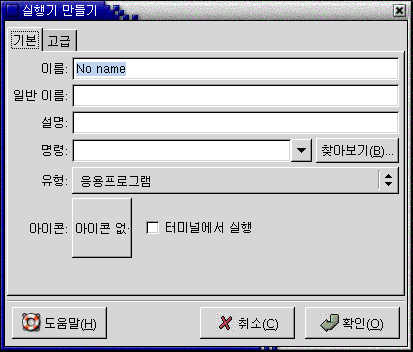 실행기 만들기
기본 고급
이름: No name
일반 이름:
설명:
명령: 찾아보기(B)...
유형: 응용프로그램
아이콘: 아이콘 없· 터미널에서 실행
도움말(H) 취소(C) 확인(O)